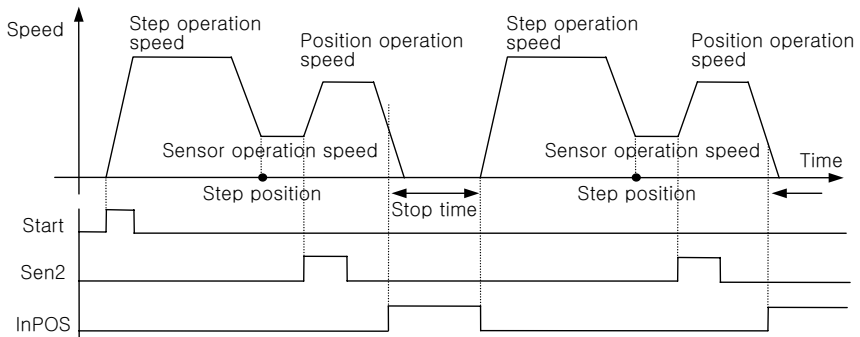 Speed
Step operation
speed
Position operation
speed
Step operation
speed
Position operation
speed
Sensor operation speed
Sensor operation speed
Time
Step position
Stop time
Step position
Start
Sen2
InPOS